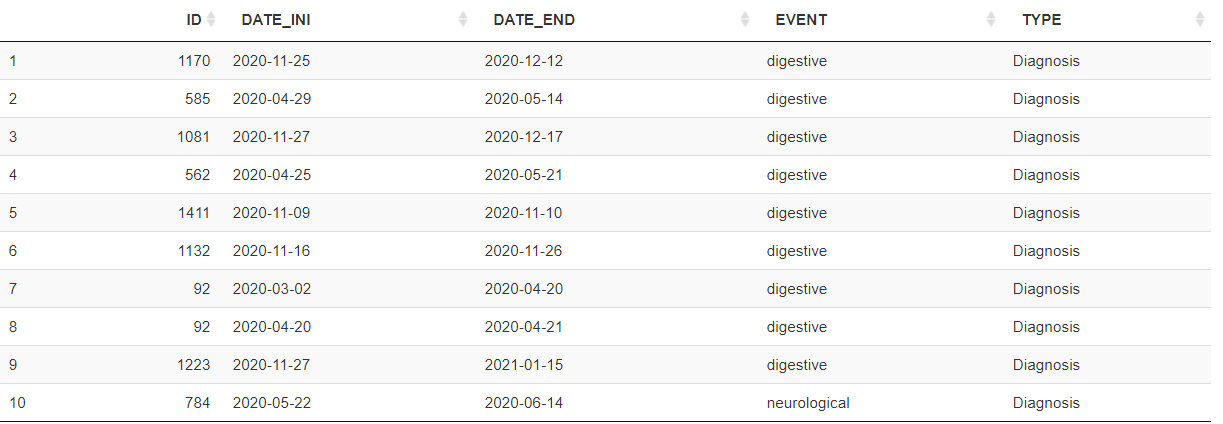 ID DATE_INI DATE_END EVENT TYPE
1 1170 2020-11-25 2020-12-12 digestive Diagnosis
2 585 2020-04-29 2020-05-14 digestive Diagnosis
3 1081 2020-11-27 2020-12-17 digestive Diagnosis
4 562 2020-04-25 2020-05-21 digestive Diagnosis
5 1411 2020-11-09 2020-11-10 digestive Diagnosis
6 1132 2020-11-16 2020-11-26 digestive Diagnosis
7 92 2020-03-02 2020-04-20 digestive Diagnosis
8 92 2020-04-20 2020-04-21 digestive Diagnosis
9 1223 2020-11-27 2021-01-15 digestive Diagnosis
10 784 2020-05-22 2020-06-14 neurological Diagnosis